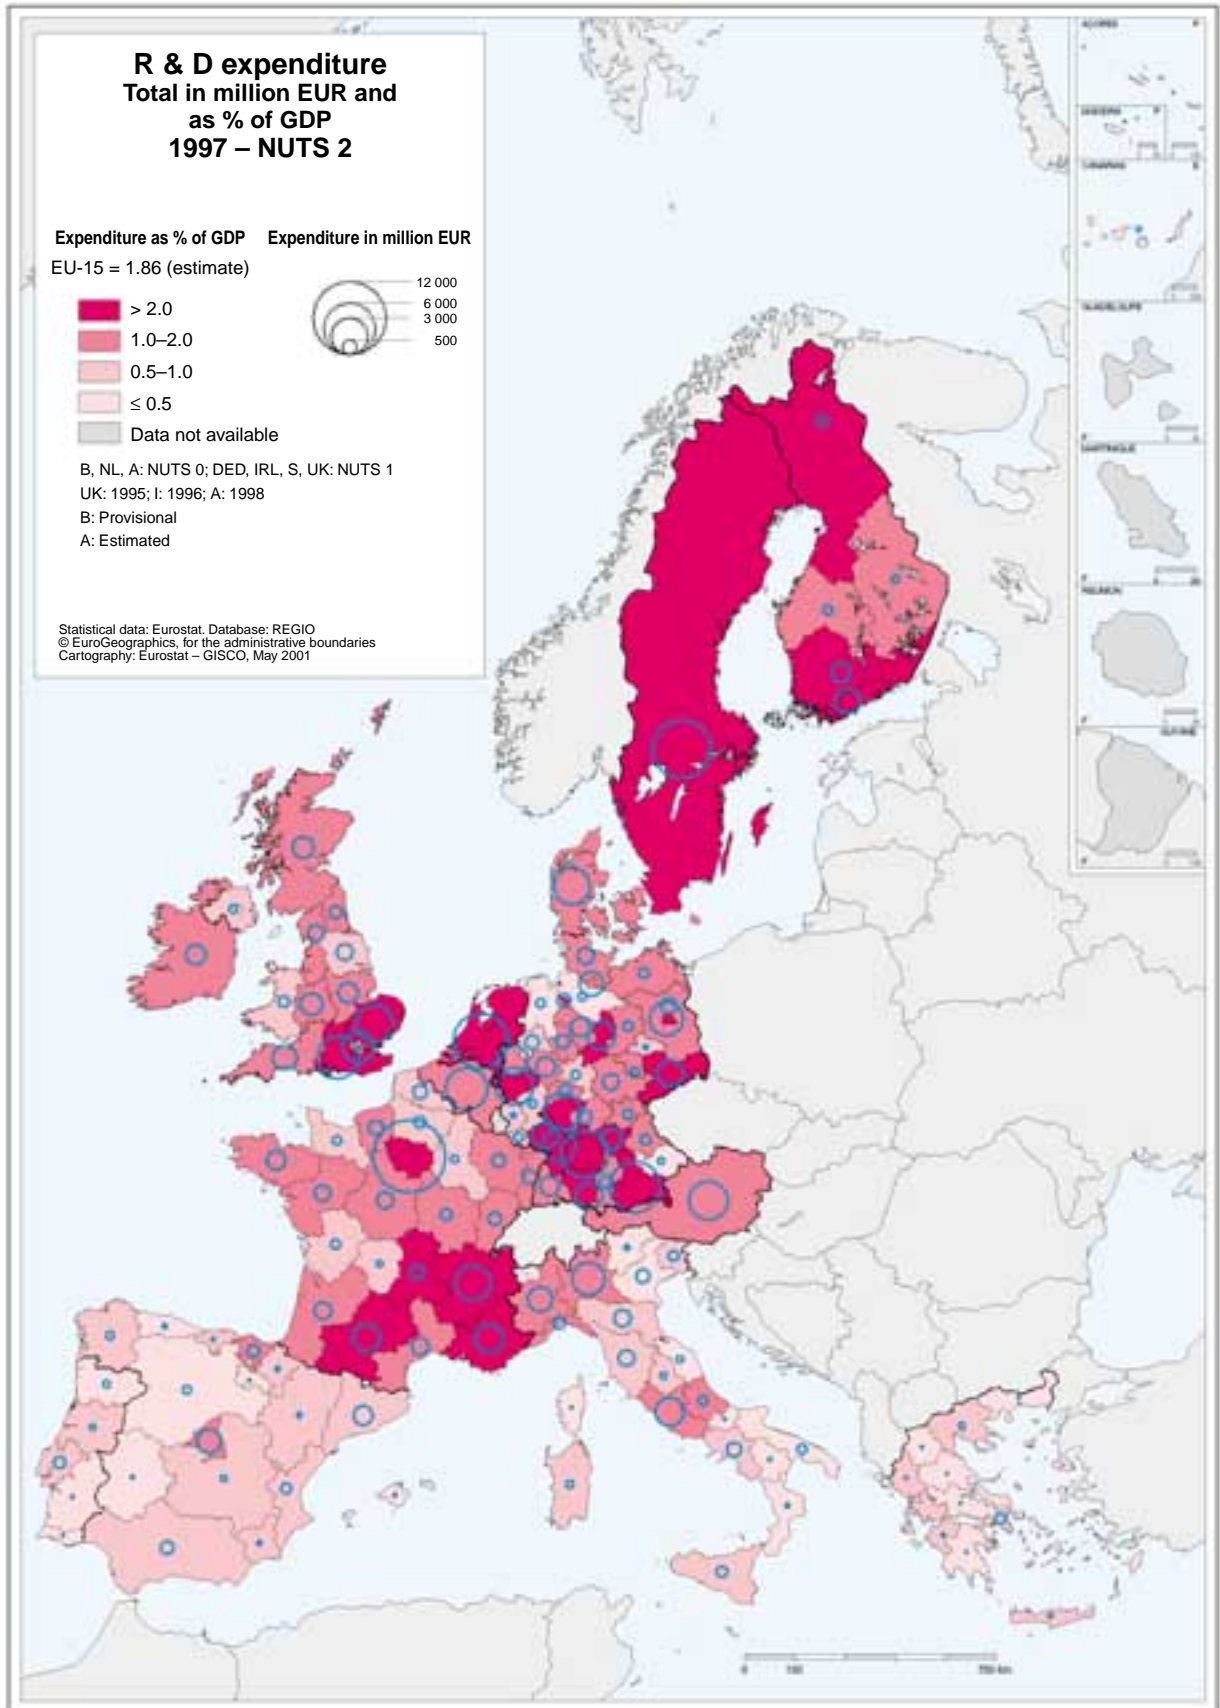 R & D expenditure
Total in million EUR and
as % of GDP
1997 – NUTS 2
Expenditure as % of GDP
EU-15 = 1.86 (estimate)
> 2.0
1.0–2.0
0.5–1.0
≤ 0.5
Data not available
Expenditure in million EUR
12 000
6 000
3 000
500
B, NL, A: NUTS 0; DED, IRL, S, UK: NUTS 1
UK: 1995; I: 1996; A: 1998
B: Provisional
A: Estimated
Statistical data: Eurostat. Database: REGIO
© EuroGeographics, for the administrative boundaries
Cartography: Eurostat – GISCO, May 2001
GUADELOUPE
MARTINIQUE
REUNION
GUYANE
0 100